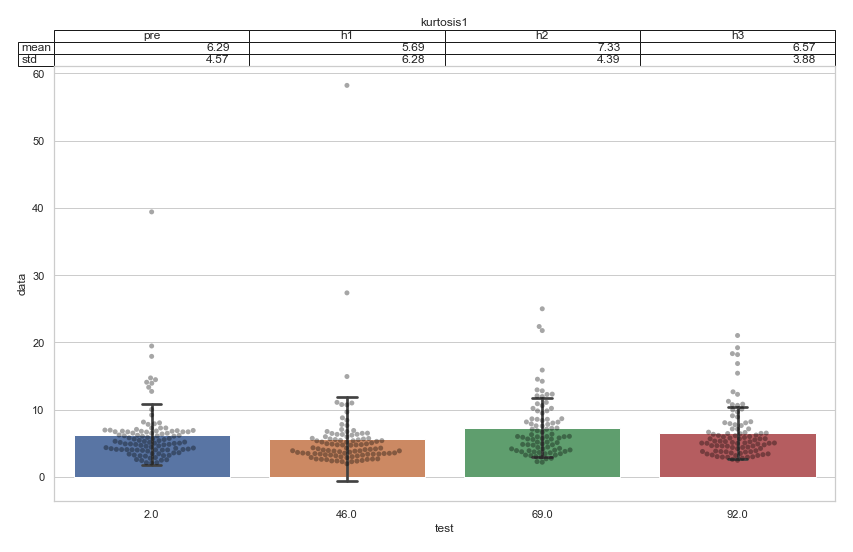 kurtosis1
pre h1 h2 h3
mean 6.29 5.69 7.33 6.57
std 4.57 6.28 4.39 3.88
60
50
40
30
20
10
0
data
2.0 46.0 69.0 92.0
test